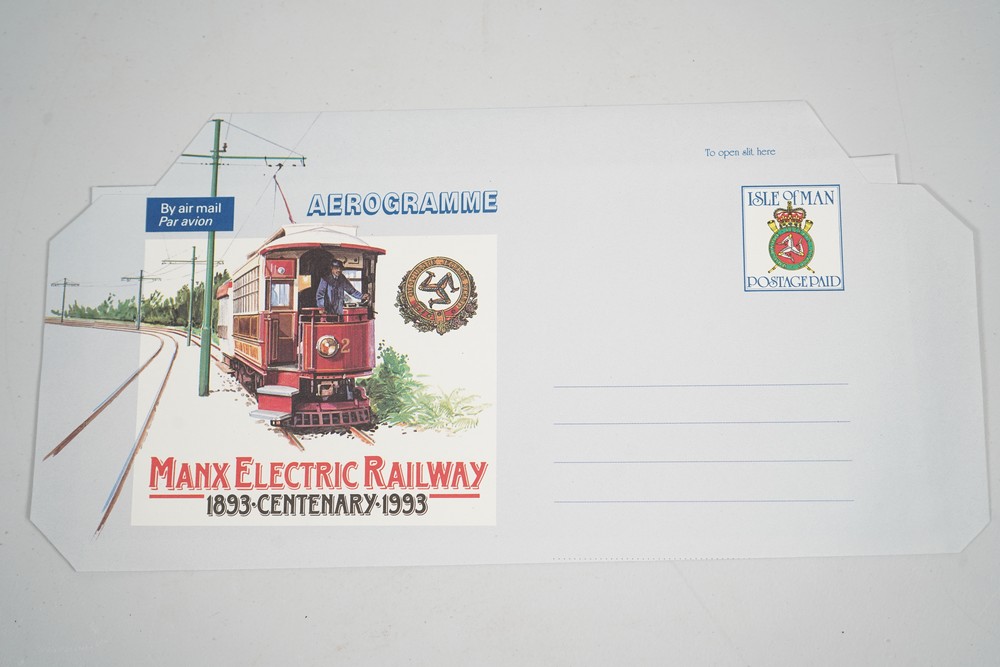 To open slit here
By air mail
Par avion
AEROGRAMME
ISLE of MAN
POSTAGE PAID
2
MANX ELECTRIC RAILWAY
1893·CENTENARY·1993